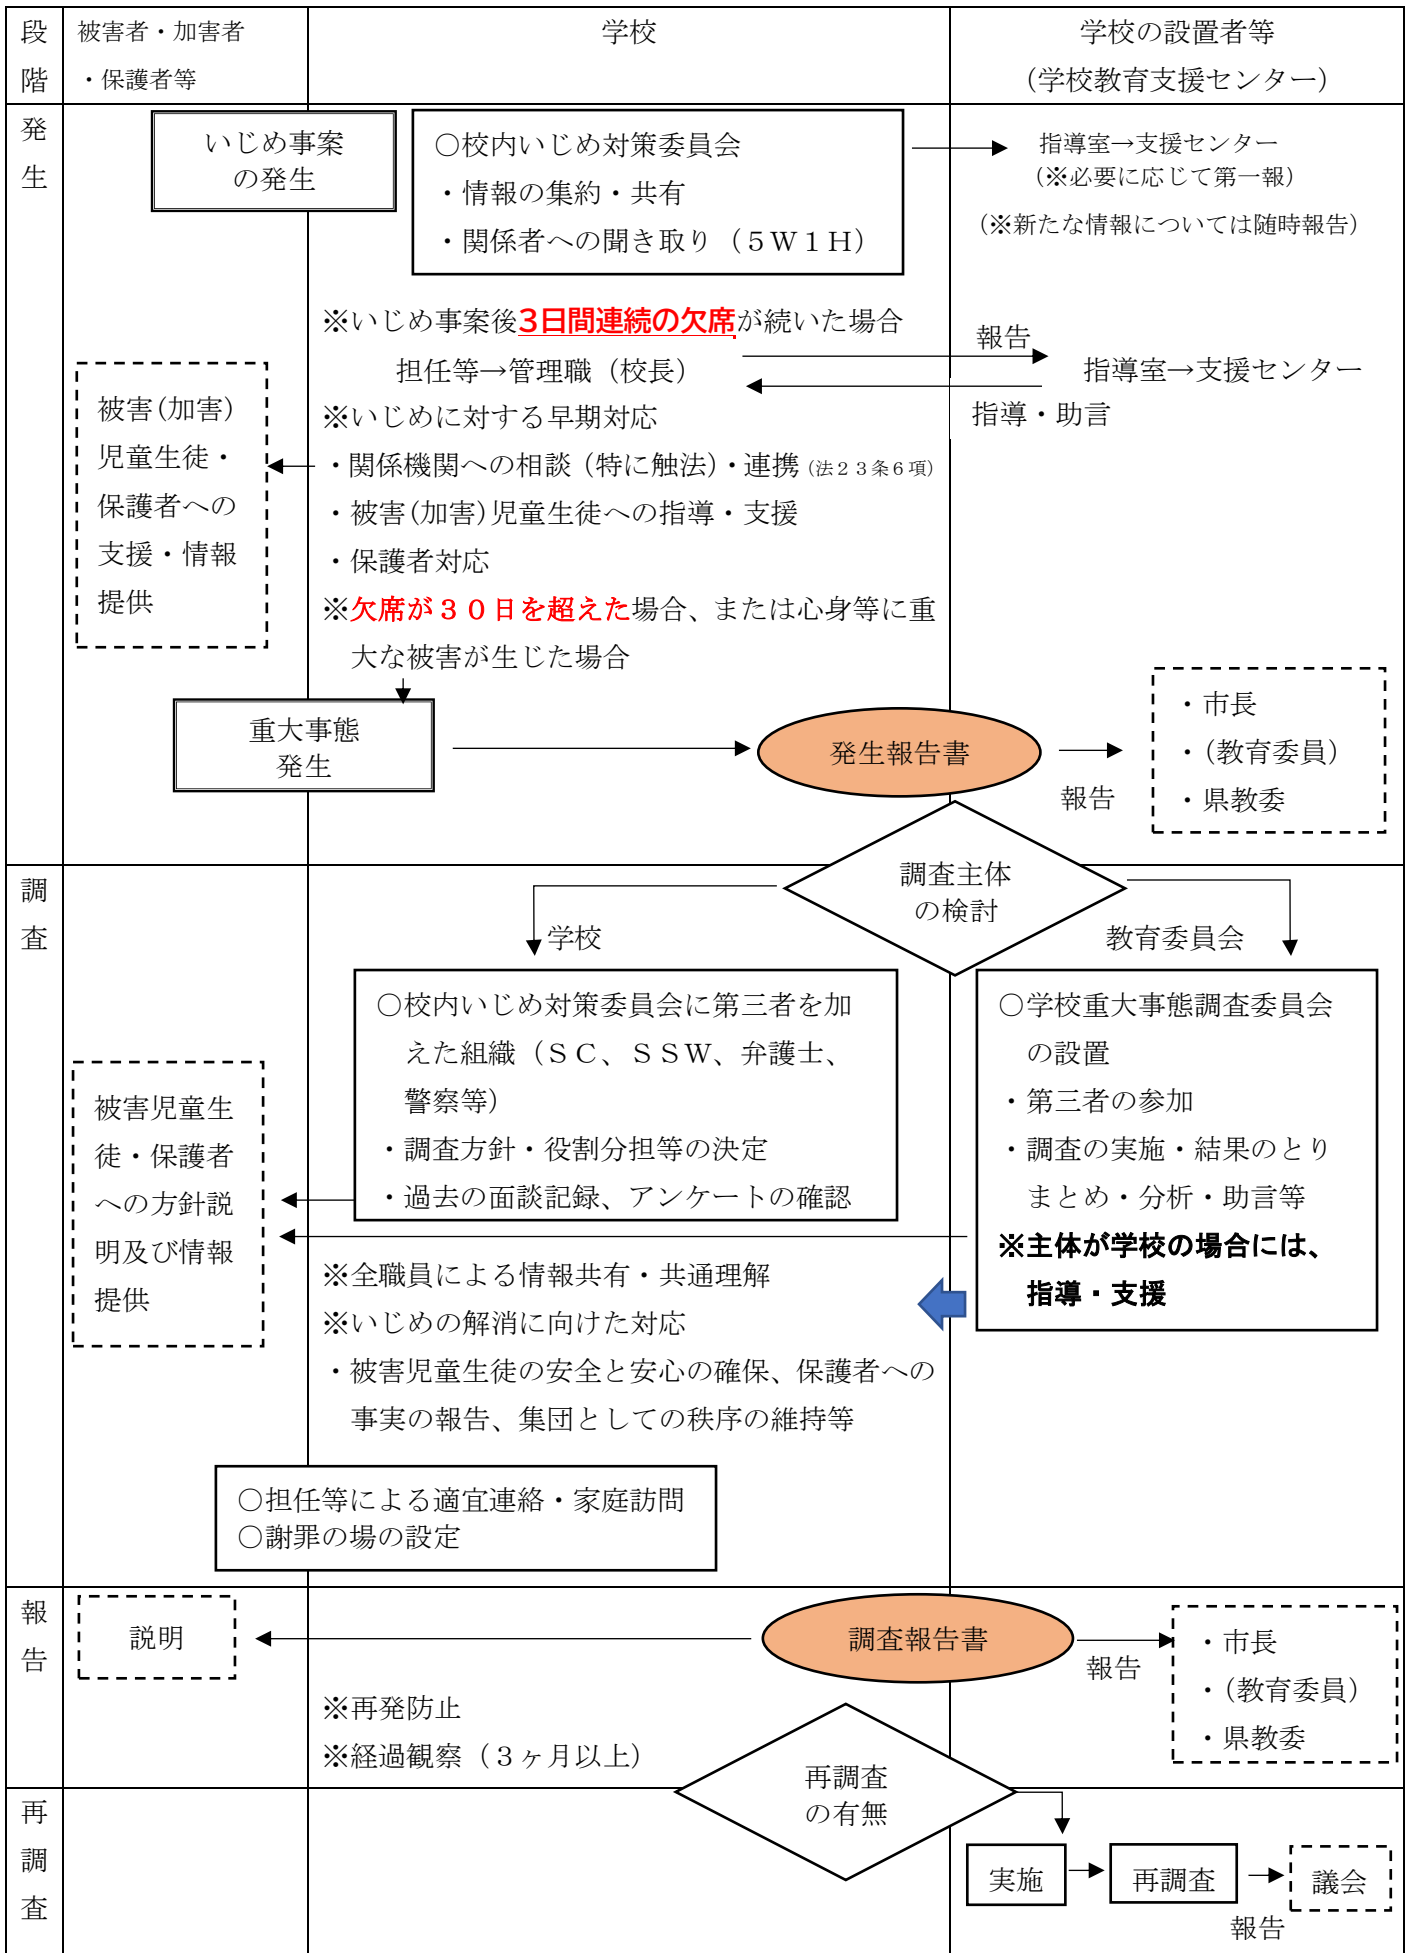 段階
被害者・加害者
・保護者等
学校
学校の設置者等
（学校教育支援センター）
発生
いじめ事案
の発生
〇校内いじめ対策委員会
・情報の集約・共有
・関係者への聞き取り（５Ｗ１Ｈ）
指導室→支援センター
（※必要に応じて第一報）
（※新たな情報については随時報告）
※いじめ事案後3日間連続の欠席が続いた場合
担任等→管理職（校長）
報告
指導室→支援センター
指導・助言
※いじめに対する早期対応
・関係機関への相談（特に触法）・連携（法２３条６項）
・被害(加害)児童生徒への指導・支援
・保護者対応
被害(加害)
児童生徒・
保護者への
支援・情報
提供
※欠席が３０日を超えた場合、または心身等に重
大な被害が生じた場合
重大事態
発生
発生報告書
報告
・市長
・（教育委員）
・県教委
調査
調査主体
の検討
学校
教育委員会
〇校内いじめ対策委員会に第三者を加
えた組織（ＳＣ、ＳＳＷ、弁護士、
警察等）
・調査方針・役割分担等の決定
・過去の面談記録、アンケートの確認
〇学校重大事態調査委員会
の設置
・第三者の参加
・調査の実施・結果のとり
まとめ・分析・助言等
※主体が学校の場合には、
指導・支援
被害児童生
徒・保護者
への方針説
明及び情報
提供
※全職員による情報共有・共通理解
※いじめの解消に向けた対応
・被害児童生徒の安全と安心の確保、保護者への
事実の報告、集団としての秩序の維持等
〇担任等による適宜連絡・家庭訪問
〇謝罪の場の設定
報告
説明
調査報告書
報告
・市長
・（教育委員）
・県教委
※再発防止
※経過観察（３ヶ月以上）
再調査
再調査
の有無
実施
再調査
議会
報告